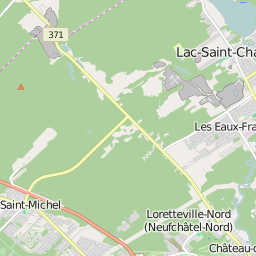 371
Lac-Saint-Cha
Les Eaux-Fra
Saint-Michel
Loretteville-Nord
(Neufchâtel-Nord)
Château-d